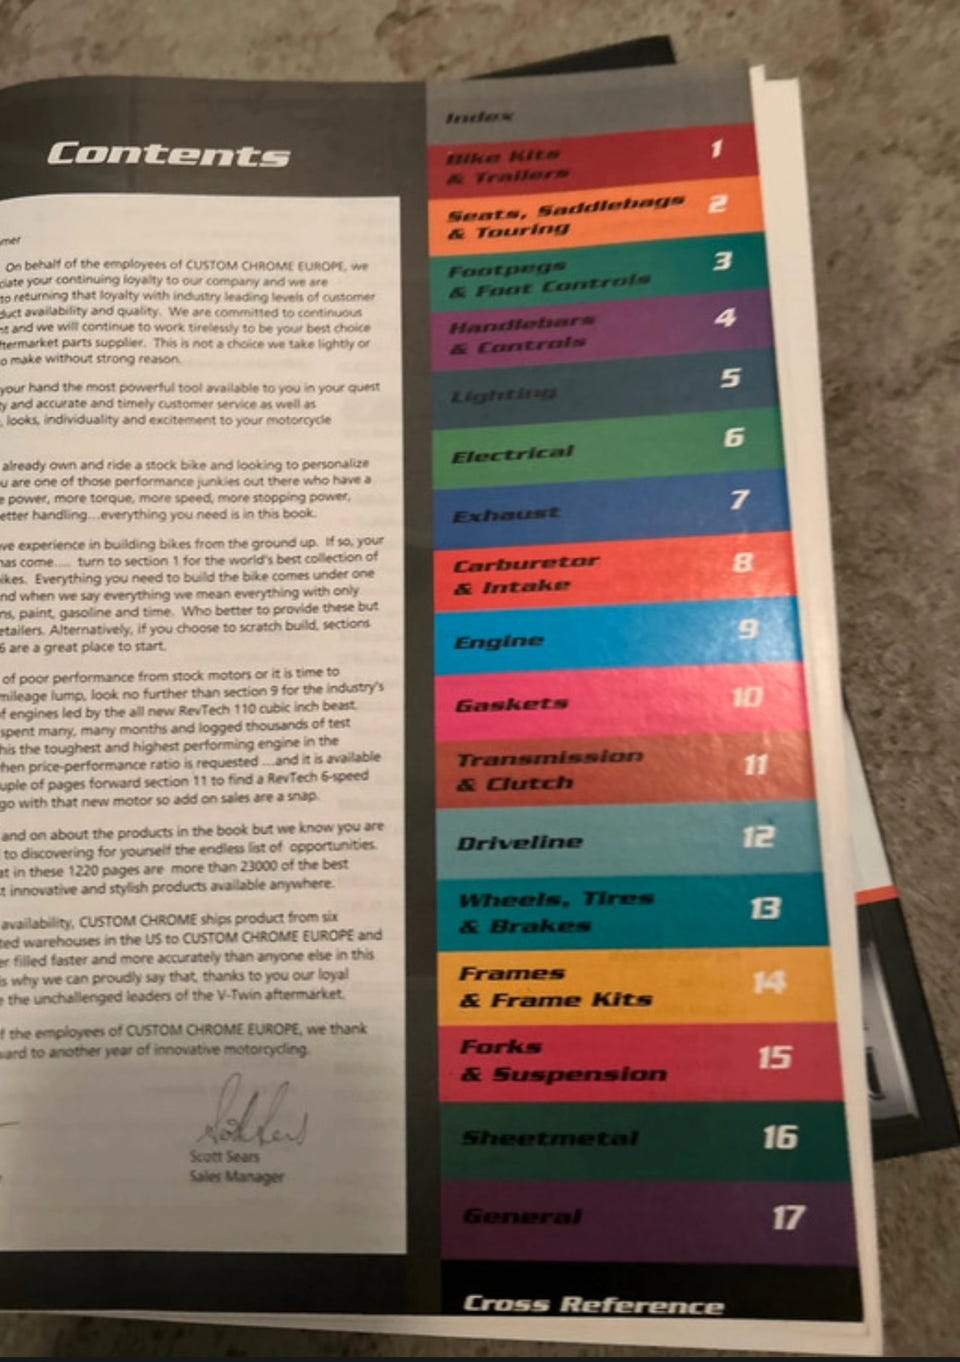 Contents
mer
On behalf of the employees of CUSTOM CHROME EUROPE, we
ciate your continuing loyalty to our company and we are
to returning that loyalty with industry leading levels of customer
duct availability and quality. We are committed to continuous
nt and we will continue to work tirelessly to be your best choice
ftermarket parts supplier. This is not a choice we take lightly or
o make without strong reason.
your hand the most powerful tool available to you in your quest
y and accurate and timely customer service as well as
, looks, individuality and excitement to your motorcycle
already own and ride a stock bike and looking to personalize
u are one of those performance junkies out there who have a
e power, more torque, more speed, more stopping power,
etter handling...everything you need is in this book.
ve experience in building bikes from the ground up. If so, your
has come.... turn to section 1 for the world's best collection of
ikes. Everything you need to build the bike comes under one
nd when we say everything we mean everything with only
ns, paint, gasoline and time. Who better to provide these but
etailers. Alternatively, if you choose to scratch build, sections
6 are a great place to start.
of poor performance from stock motors or it is time to
mileage lump, look no further than section 9 for the industry's
f engines led by the all new RevTech 110 cubic inch beast.
spent many, many months and logged thousands of test
his the toughest and highest performing engine in the
hen price-performance ratio is requested ...and it is available
uple of pages forward section 11 to find a RevTech 6-speed
go with that new motor so add on sales are a snap.
and on about the products in the book but we know you are
to discovering for yourself the endless list of opportunities.
at in these 1220 pages are more than 23000 of the best
t innovative and stylish products available anywhere.
availability, CUSTOM CHROME ships product from six
ted warehouses in the US to CUSTOM CHROME EUROPE and
er filled faster and more accurately than anyone else in this
is why we can proudly say that, thanks to you our loyal
e the unchallenged leaders of the V-Twin aftermarket.
f the employees of CUSTOM CHROME EUROPE, we thank
ward to another year of innovative motorcycling.
Scott Sears
Sales Manager
Index
Bike Kits 1
& Trailers
Seats, Saddlebags 2
& Touring
Footpegs 3
& Foot Controls
Handlebars 4
& Controls
Lighting 5
Electrical 6
Exhaust 7
Carburetor 8
& Intake
Engine 9
Gaskets 10
Transmission 11
& Clutch
Driveline 12
Wheels, Tires 13
& Brakes
Frames 14
& Frame Kits
Forks 15
& Suspension
Sheetmetal 16
General 17
Cross Reference